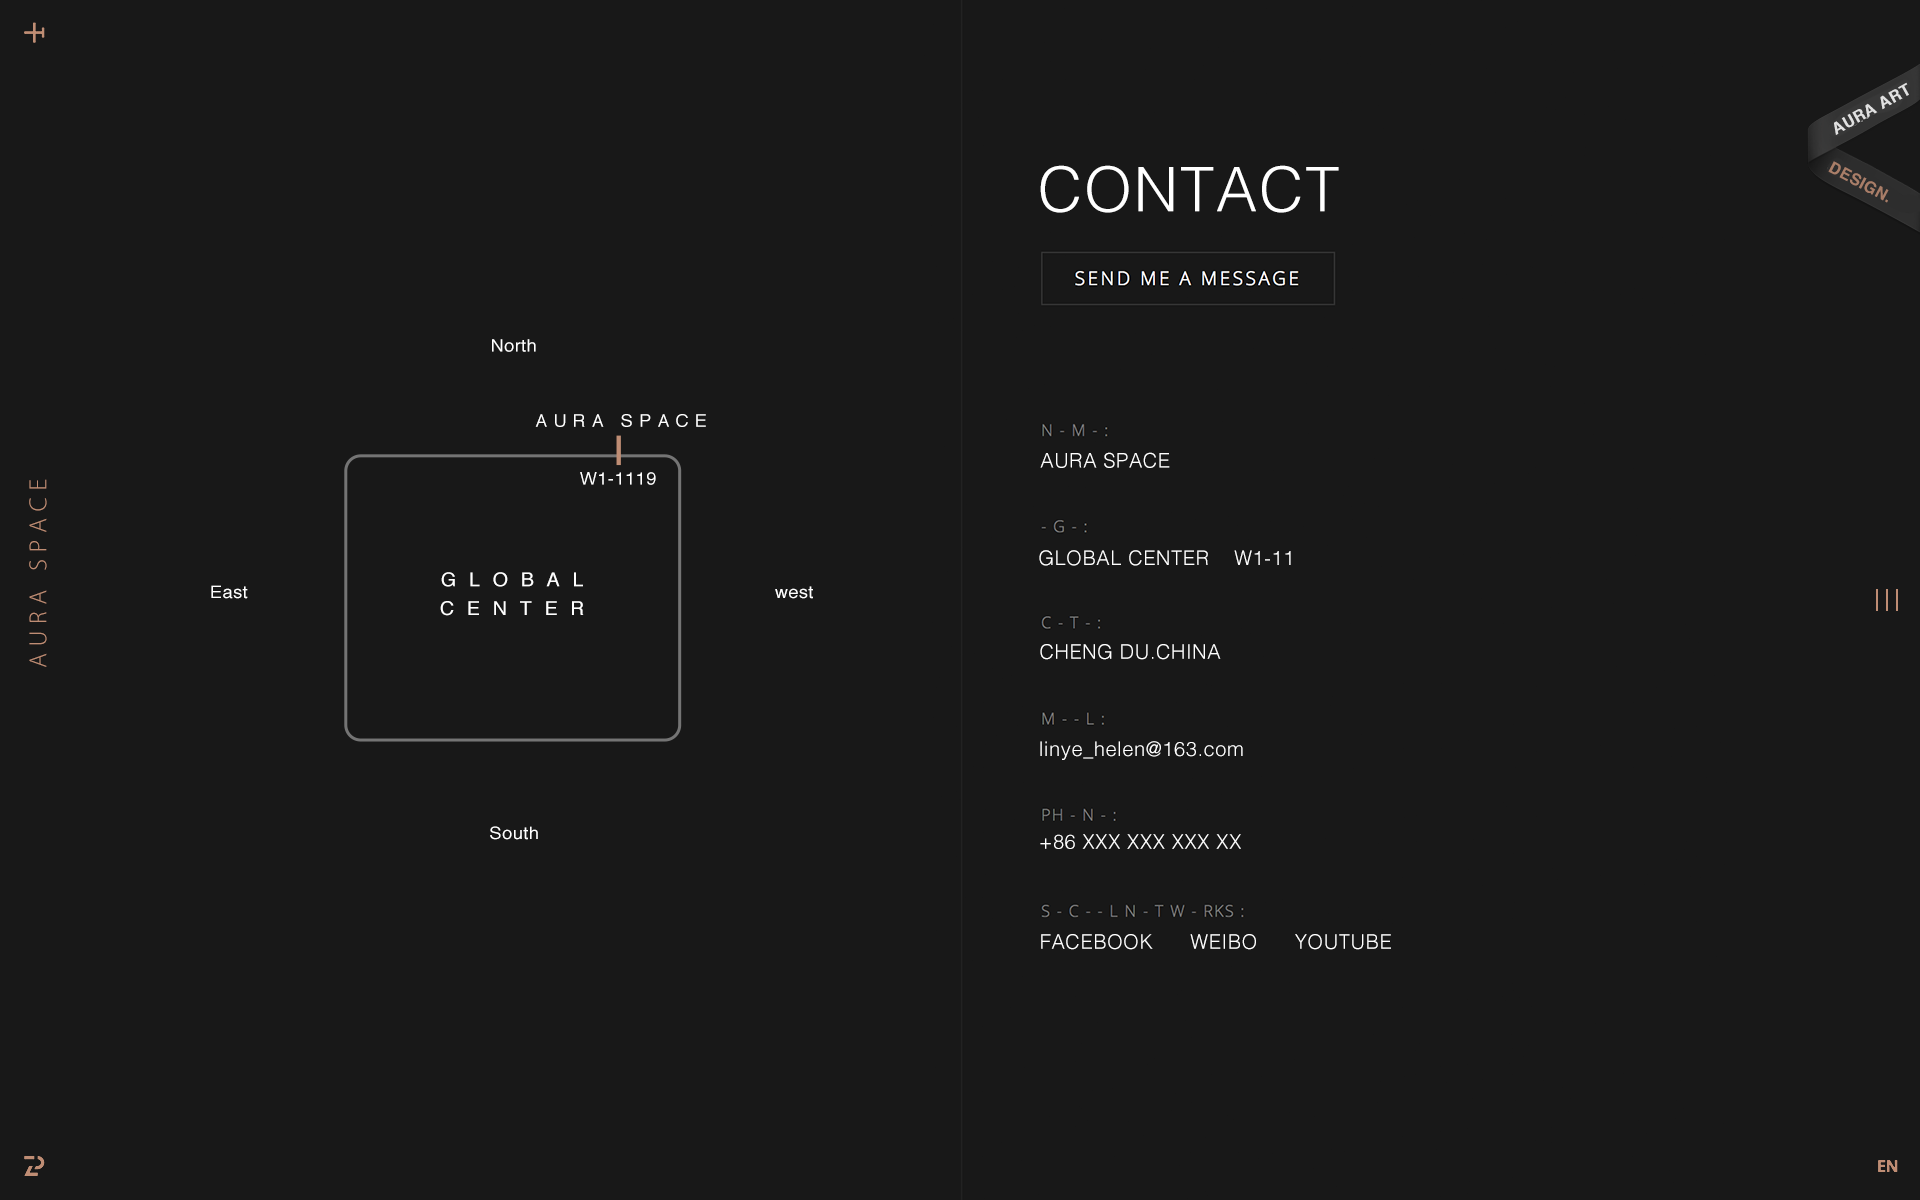 AURA SPACE
North
AURA SPACE
W1-1119
GLOBAL
CENTER
East
west
South
CONTACT
SEND ME A MESSAGE
N - M - :
AURA SPACE
- G - :
GLOBAL CENTER W1-11
C - T - :
CHENG DU.CHINA
M - - L :
linye_helen@163.com
PH - N - :
+86 XXX XXX XXX XX
S - C - - L N - T W - RKS :
FACEBOOK WEIBO YOUTUBE
AURA ART
DESIGN.
EN